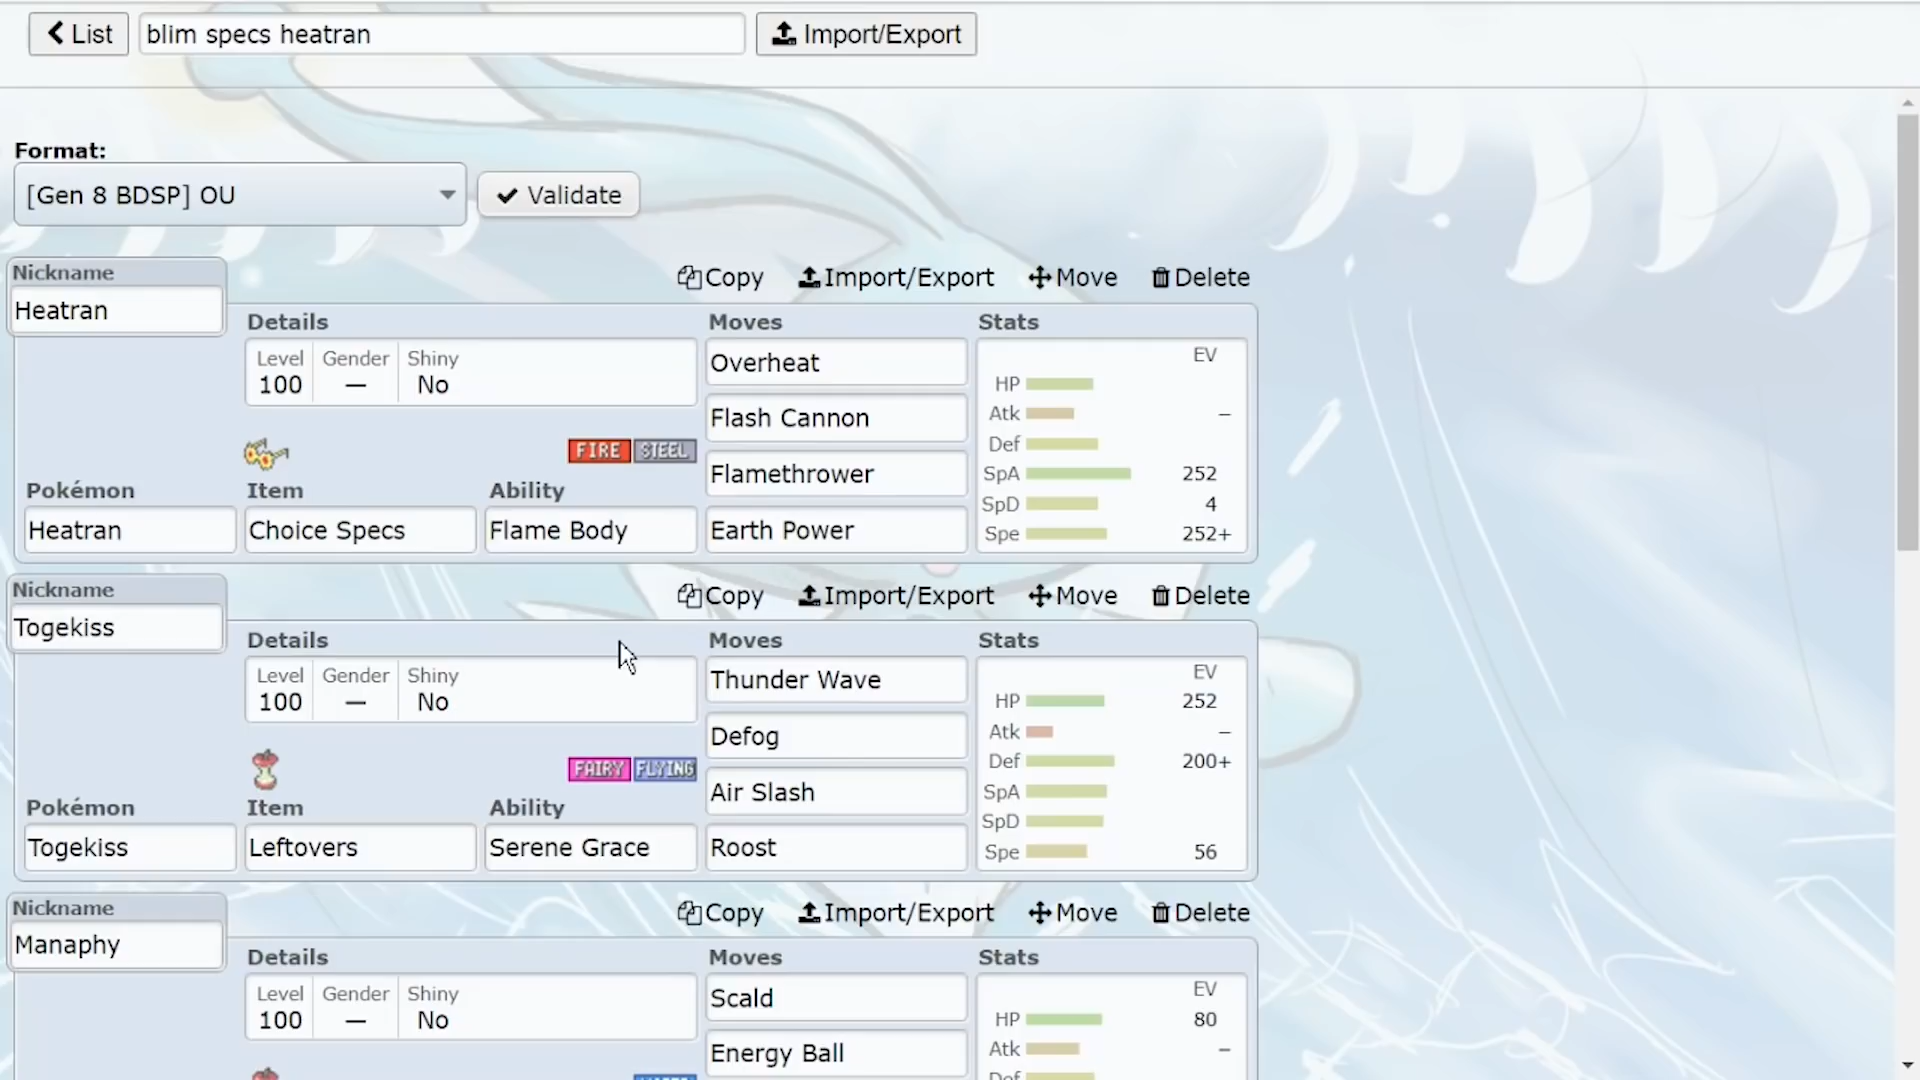 List
blim specs heatran
Import/Export
Format:
[Gen 8 BDSP] OU
Validate
Nickname
Heatran
Copy
Import/Export
Move
Delete
Details
Moves
Stats
Level
Gender
Shiny
100
—
No
Overheat
Flash Cannon
Flamethrower
Earth Power
EV
HP
Atk –
Def
SpA 252
SpD 4
Spe 252+
FIRE
STEEL
Pokémon
Item
Ability
Heatran
Choice Specs
Flame Body
Nickname
Togekiss
Copy
Import/Export
Move
Delete
Details
Moves
Stats
Level
Gender
Shiny
100
—
No
Thunder Wave
Defog
Air Slash
Roost
EV
HP 252
Atk –
Def 200+
SpA
SpD
Spe 56
FAIRY
FLYING
Pokémon
Item
Ability
Togekiss
Leftovers
Serene Grace
Nickname
Manaphy
Copy
Import/Export
Move
Delete
Details
Moves
Stats
Level
Gender
Shiny
100
—
No
Scald
Energy Ball
EV
HP 80
Atk –